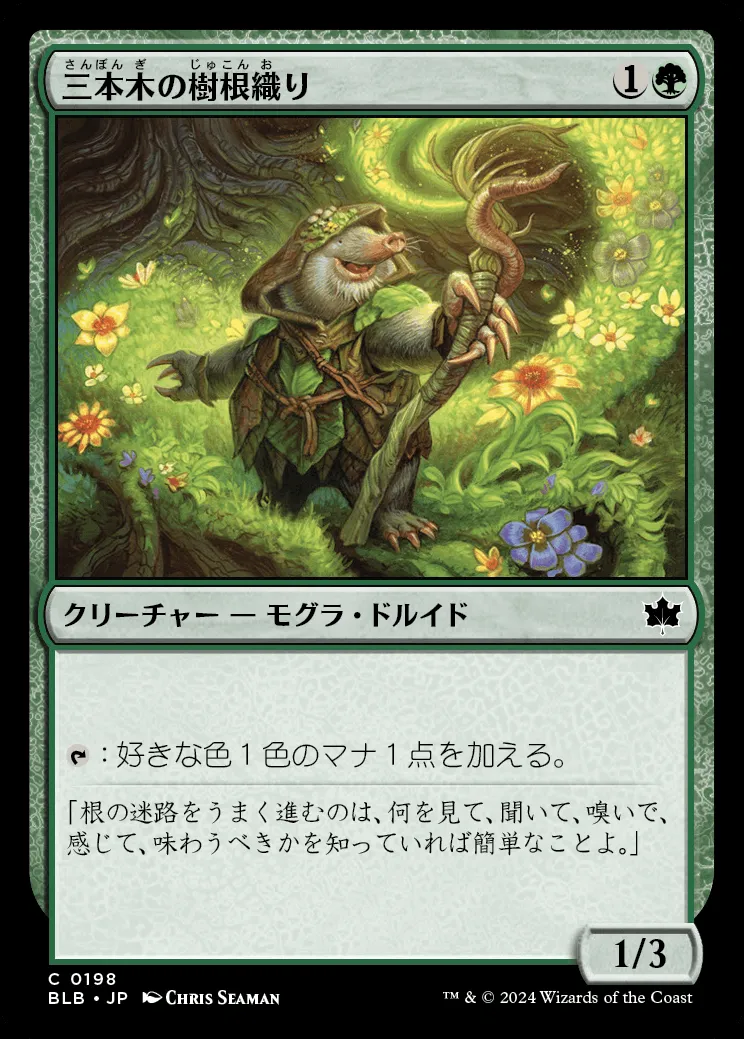 さんぼんぎ じゅこんお
三本木の樹根織り 1
クリーチャー — モグラ・ドルイド
：好きな色１色のマナ１点を加える。
「根の迷路をうまく進むのは、何を見て、聞いて、嗅いで、
感じて、味わうべきかを知っていれば簡単なことよ。」
1/3
C 0198
BLB • JP Chris Seaman
™ & © 2024 Wizards of the Coast